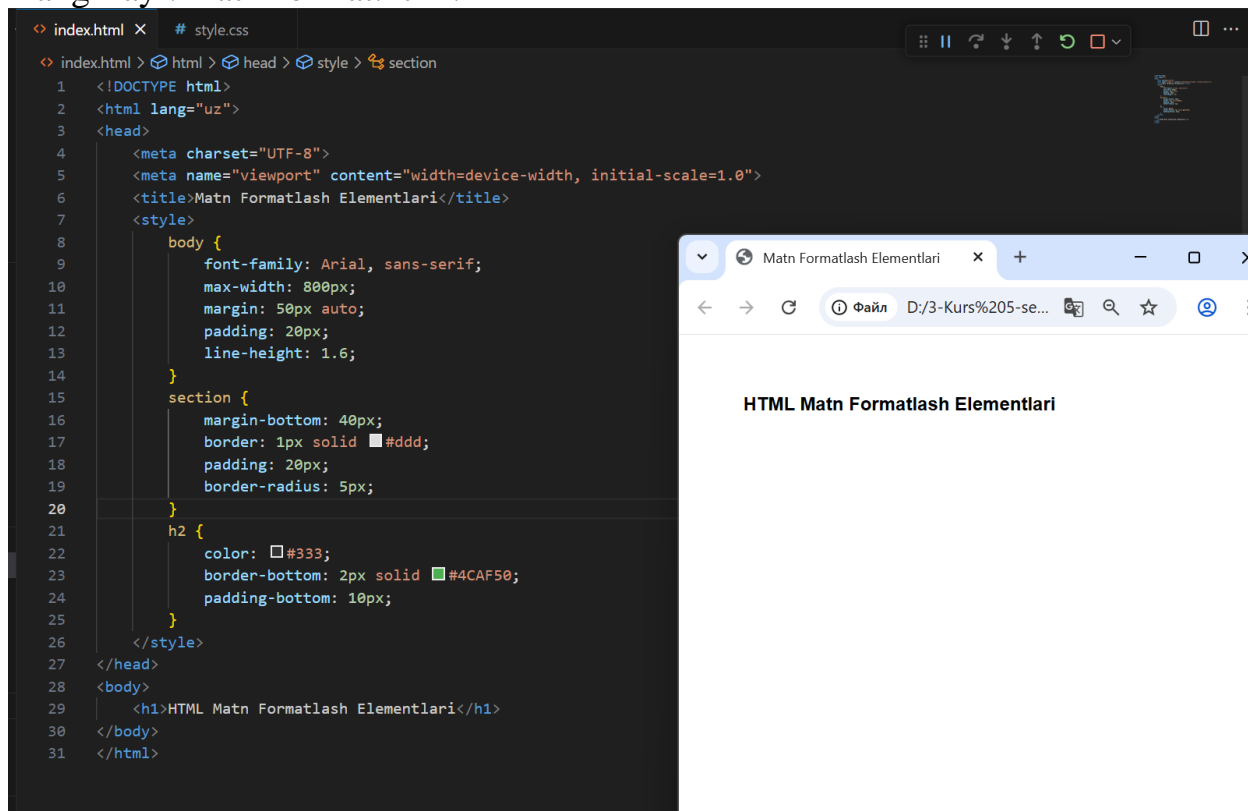 index.html
# style.css
index.html > html > head > style > section
1 <!DOCTYPE html>
2 <html lang="uz">
3 <head>
4 <meta charset="UTF-8">
5 <meta name="viewport" content="width=device-width, initial-scale=1.0">
6 <title>Matn Formatlash Elementlari</title>
7 <style>
8 body {
9 font-family: Arial, sans-serif;
10 max-width: 800px;
11 margin: 50px auto;
12 padding: 20px;
13 line-height: 1.6;
14 }
15 section {
16 margin-bottom: 40px;
17 border: 1px solid #ddd;
18 padding: 20px;
19 border-radius: 5px;
20 }
21 h2 {
22 color: #333;
23 border-bottom: 2px solid #4CAF50;
24 padding-bottom: 10px;
25 }
26 </style>
27 </head>
28 <body>
29 <h1>HTML Matn Formatlash Elementlari</h1>
30 </body>
31 </html>
Matn Formatlash Elementlari
Файл D:/3-Kurs%205-se...
HTML Matn Formatlash Elementlari